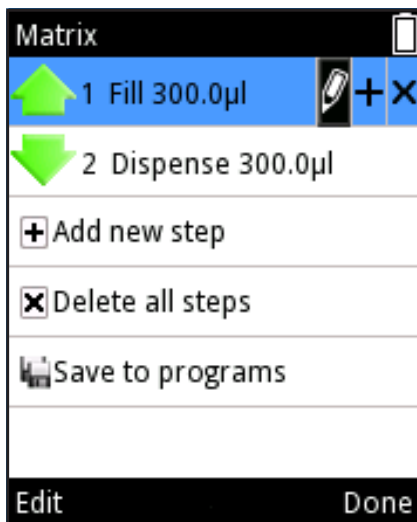 Matrix
1 Fill 300.0µl
2 Dispense 300.0µl
Add new step
Delete all steps
Save to programs
Edit Done